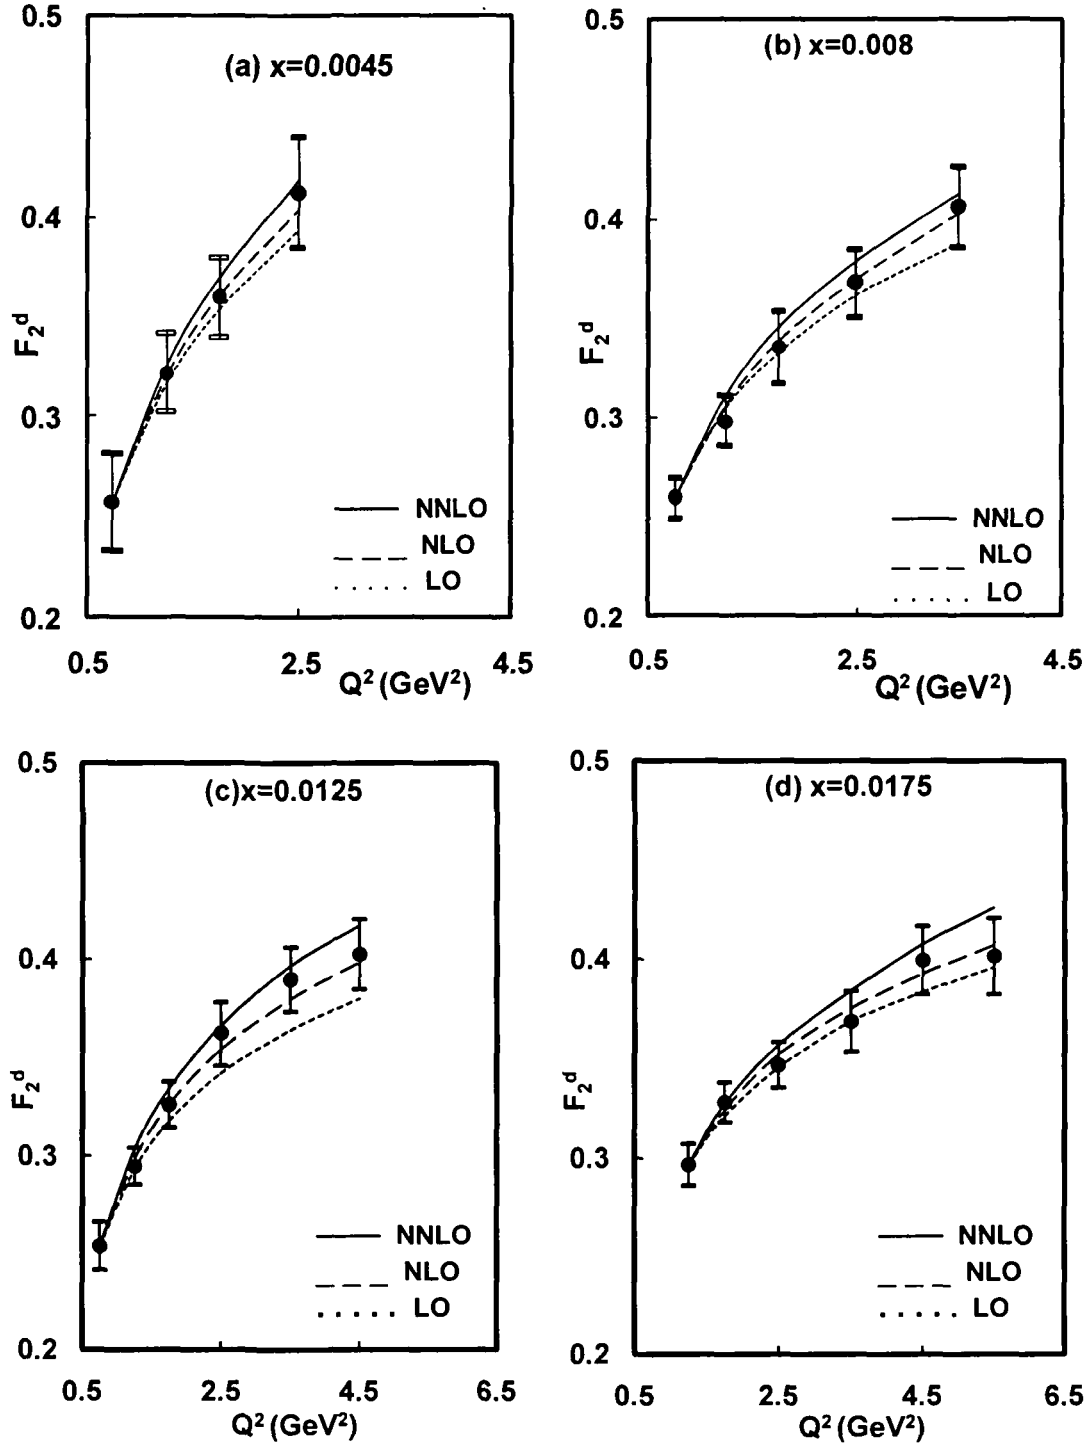 0.5
(a) x=0.0045
0.4
F₂ᵈ
0.3
NNLO
NLO
LO
0.2
0.5 2.5 4.5
Q² (GeV²)
0.5
(b) x=0.008
0.4
F₂ᵈ
0.3
NNLO
NLO
LO
0.2
0.5 2.5 4.5
Q² (GeV²)
0.5
(c)x=0.0125
0.4
F₂ᵈ
0.3
NNLO
NLO
LO
0.2
0.5 2.5 4.5 6.5
Q² (GeV²)
0.5
(d) x=0.0175
0.4
F₂ᵈ
0.3
NNLO
NLO
LO
0.2
0.5 2.5 4.5 6.5
Q² (GeV²)